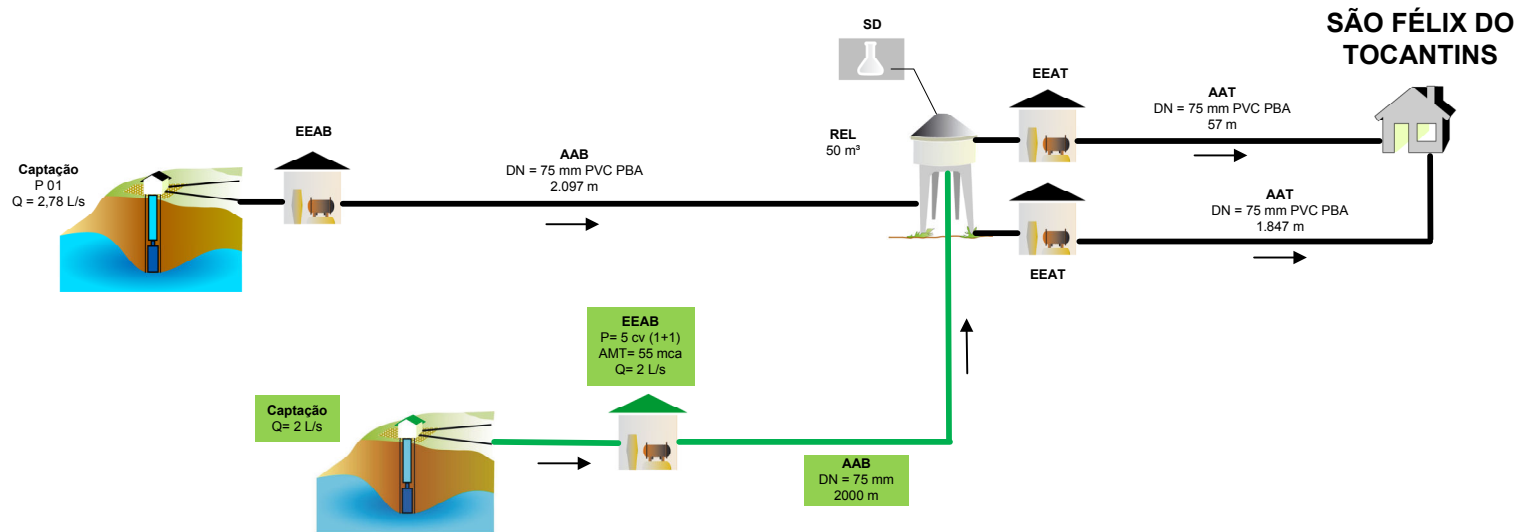 SÃO FÉLIX DO
TOCANTINS
SD
EEAT
AAT
DN = 75 mm PVC PBA
57 m
REL
50 m³
EEAB
AAB
DN = 75 mm PVC PBA
2.097 m
Captação
P 01
Q = 2,78 L/s
AAT
DN = 75 mm PVC PBA
1.847 m
EEAT
EEAB
P= 5 cv (1+1)
AMT= 55 mca
Q= 2 L/s
Captação
Q= 2 L/s
AAB
DN = 75 mm
2000 m